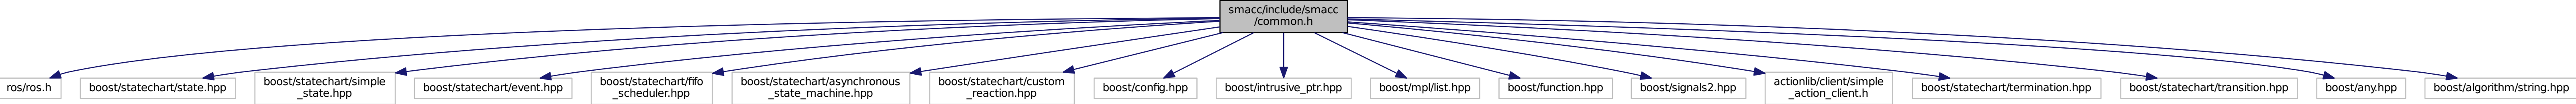 smacc/include/smacc
/common.h
ros/ros.h
boost/statechart/state.hpp
boost/statechart/simple
_state.hpp
boost/statechart/event.hpp
boost/statechart/fifo
_scheduler.hpp
boost/statechart/asynchronous
_state_machine.hpp
boost/statechart/custom
_reaction.hpp
boost/config.hpp
boost/intrusive_ptr.hpp
boost/mpl/list.hpp
boost/function.hpp
boost/signals2.hpp
actionlib/client/simple
_action_client.h
boost/statechart/termination.hpp
boost/statechart/transition.hpp
boost/any.hpp
boost/algorithm/string.hpp